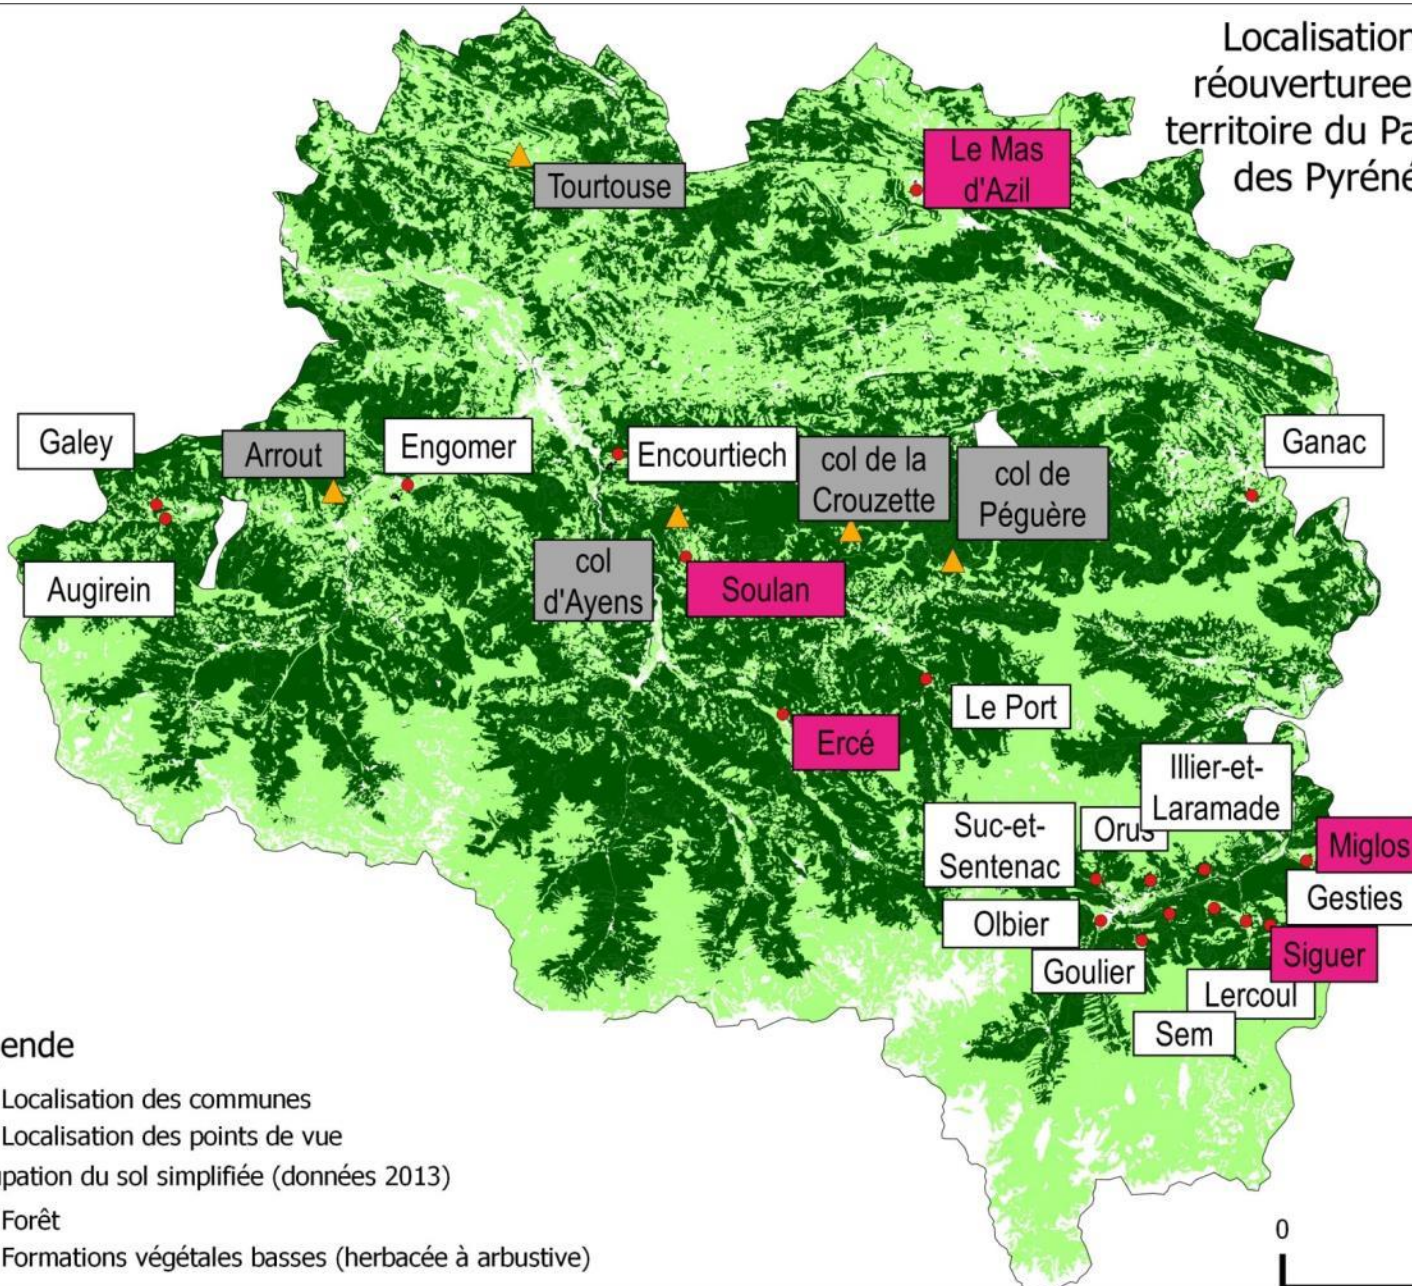 Localisation
réouverturee
territoire du Pa
des Pyréné
Le Mas
d'Azil
Tourtouse
Galey
Arrout
Engomer
Encourtiech
col de la
Crouzette
col de
Péguère
Ganac
Augirein
col
d'Ayens
Soulan
Le Port
Ercé
Illier-et-
Laramade
Suc-et-
Sentenac
Orus
Miglos
Gesties
Olbier
Siguer
Goulier
Lercoul
Sem
ende
Localisation des communes
Localisation des points de vue
pation du sol simplifiée (données 2013)
Forêt
Formations végétales basses (herbacée à arbustive)
0